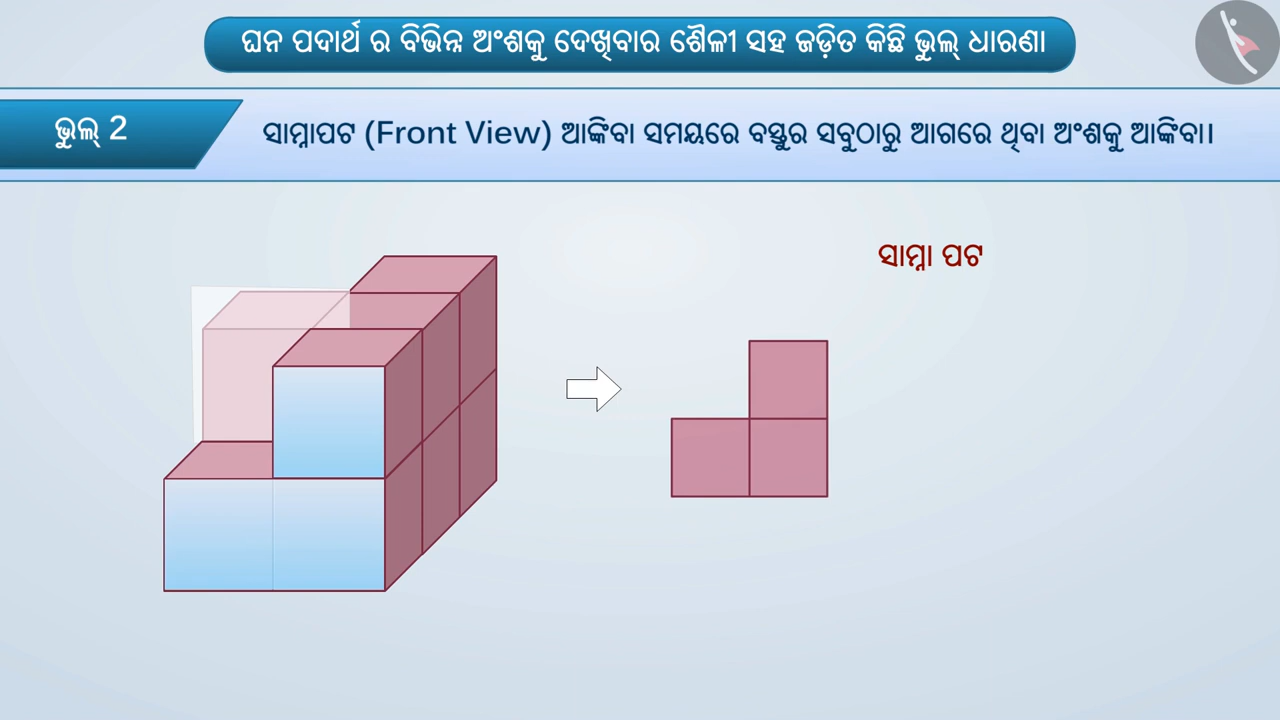 ଘନ ପଦାର୍ଥ ର ବିଭିନ୍ନ ଅଂଶକୁ ଦେଖିବାର ଶୈଳୀ ସହ ଜଡ଼ିତ କିଛି ଭୁଲ୍ ଧାରଣା
ଭୁଲ୍ 2
ସାମ୍ନାପଟ (Front View) ଆଙ୍କିବା ସମୟରେ ବସ୍ତୁର ସବୁଠାରୁ ଆଗରେ ଥିବା ଅଂଶକୁ ଆଙ୍କିବା।
ସାମ୍ନା ପଟ